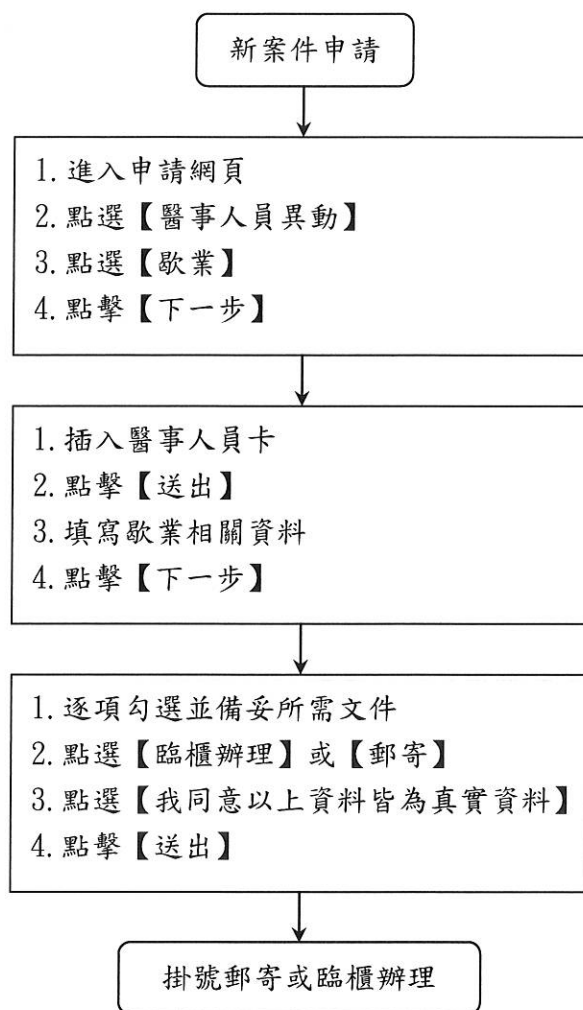 新案件申請
1.進入申請網頁
2.點選【醫事人員異動】
3.點選【歇業】
4.點擊【下一步】
1.插入醫事人員卡
2.點擊【送出】
3.填寫歇業相關資料
4.點擊【下一步】
1.逐項勾選並備妥所需文件
2.點選【臨櫃辦理】或【郵寄】
3.點選【我同意以上資料皆為真實資料】
4.點擊【送出】
掛號郵寄或臨櫃辦理